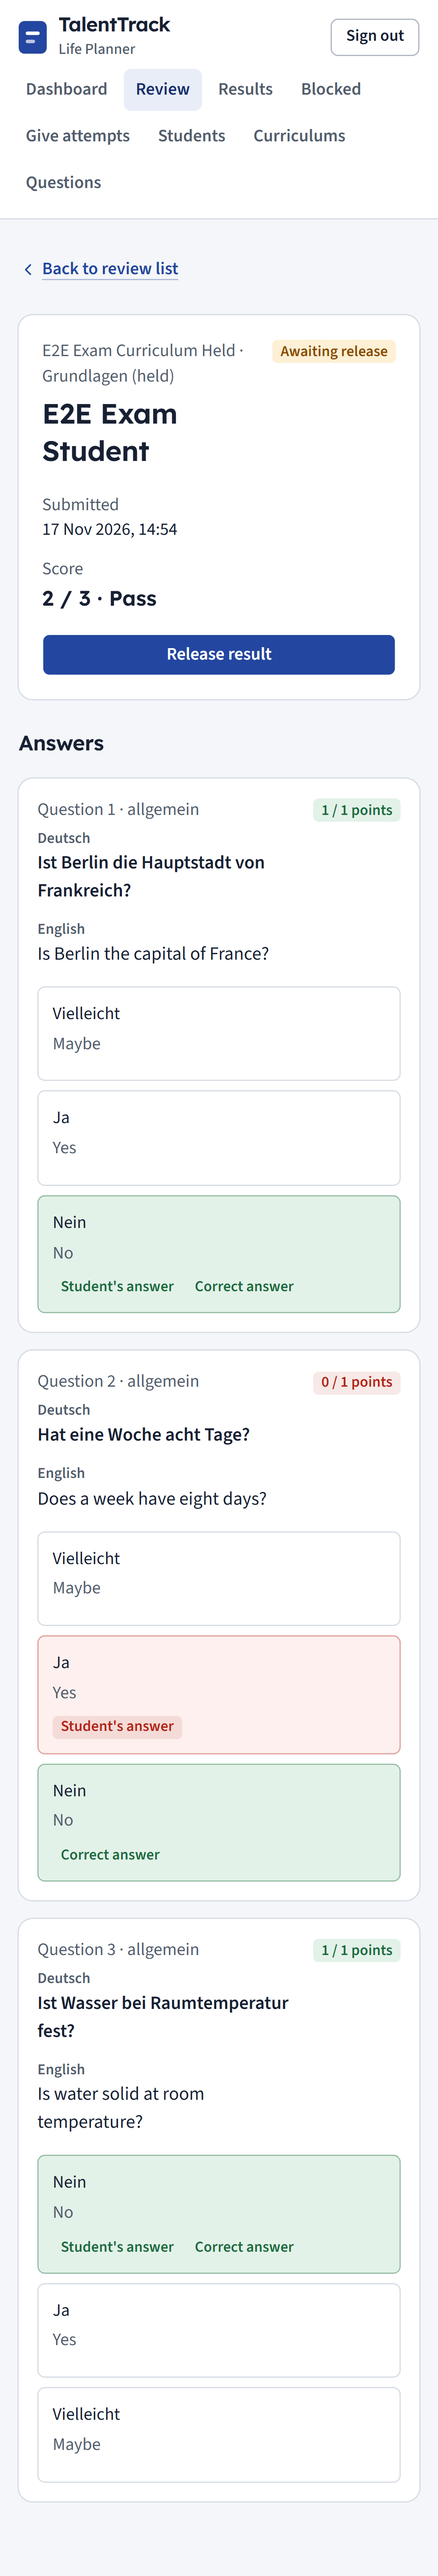 TalentTrack
Life Planner
Sign out
Dashboard Review Results Blocked
Give attempts Students Curriculums
Questions
Back to review list
E2E Exam Curriculum Held ·
Grundlagen (held)
Awaiting release
E2E Exam
Student
Submitted
17 Nov 2026, 14:54
Score
2 / 3 · Pass
Release result
Answers
Question 1 · allgemein
1 / 1 points
Deutsch
Ist Berlin die Hauptstadt von
Frankreich?
English
Is Berlin the capital of France?
Vielleicht
Maybe
Ja
Yes
Nein
No
Student's answer Correct answer
Question 2 · allgemein
0 / 1 points
Deutsch
Hat eine Woche acht Tage?
English
Does a week have eight days?
Vielleicht
Maybe
Ja
Yes
Student's answer
Nein
No
Correct answer
Question 3 · allgemein
1 / 1 points
Deutsch
Ist Wasser bei Raumtemperatur
fest?
English
Is water solid at room
temperature?
Nein
No
Student's answer Correct answer
Ja
Yes
Vielleicht
Maybe